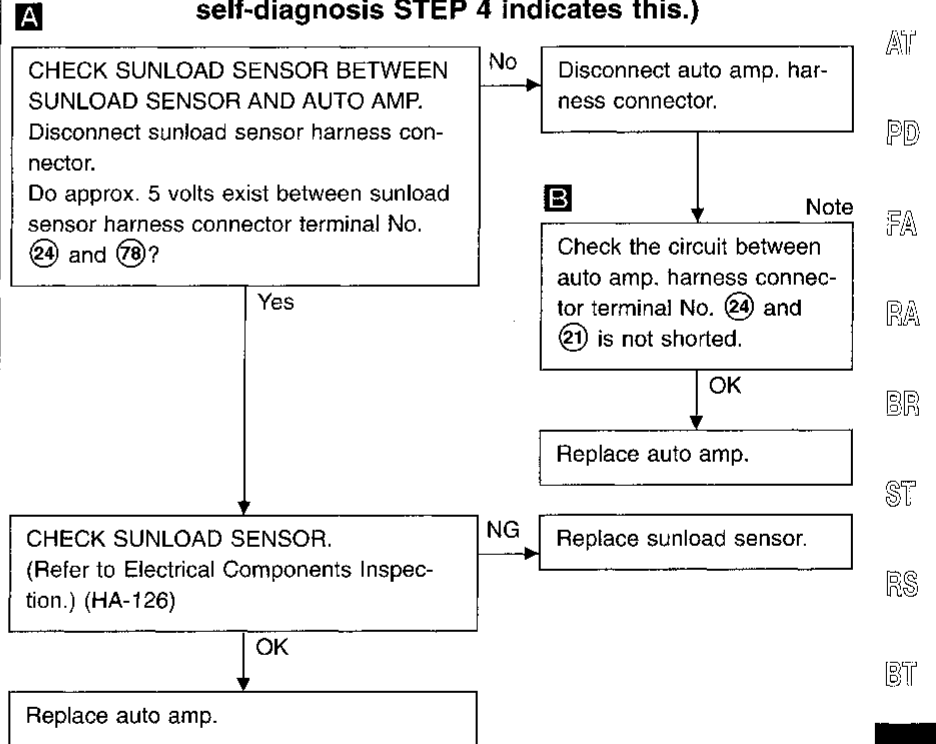 self-diagnosis STEP 4 indicates this.)
A
CHECK SUNLOAD SENSOR BETWEEN
SUNLOAD SENSOR AND AUTO AMP.
Disconnect sunload sensor harness con-
nector.
Do approx. 5 volts exist between sunload
sensor harness connector terminal No.
㉔ and 78?
No
Disconnect auto amp. har-
ness connector.
B
Note
Check the circuit between
auto amp. harness connec-
tor terminal No. ㉔ and
㉑ is not shorted.
Yes
OK
Replace auto amp.
CHECK SUNLOAD SENSOR.
(Refer to Electrical Components Inspec-
tion.) (HA-126)
NG
Replace sunload sensor.
OK
Replace auto amp.
AT
PD
FA
RA
BR
ST
RS
BT